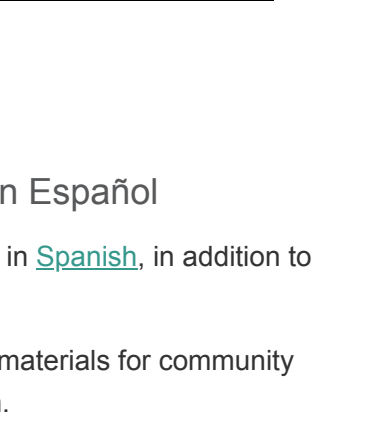 n Español
in Spanish, in addition to
materials for community
.